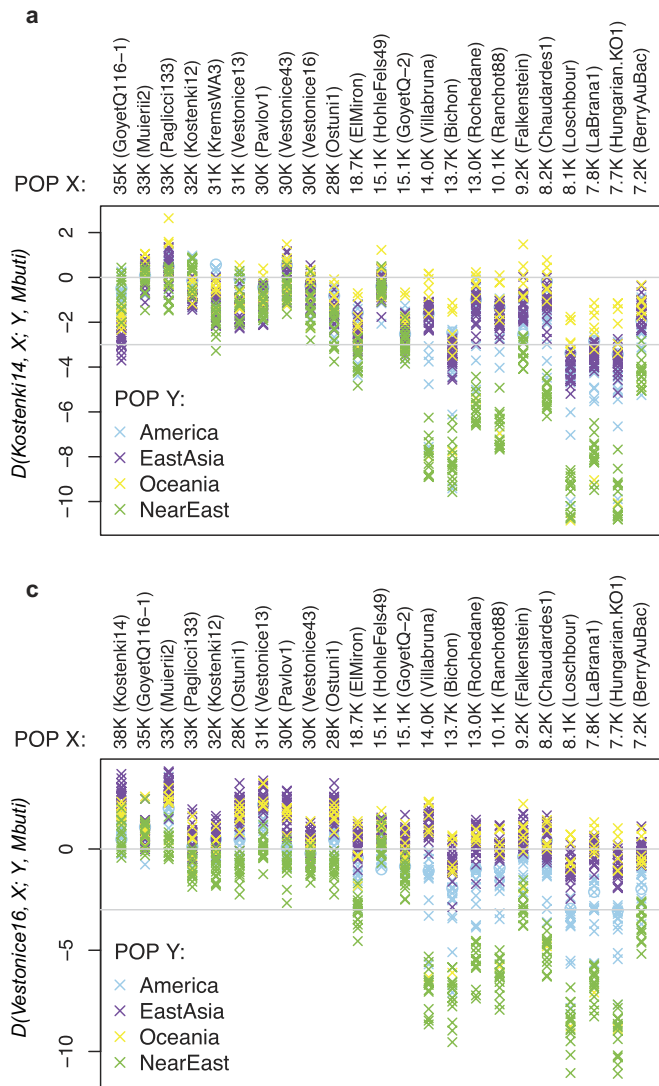 a
POP X:
35K (GoyetQ116−1)
33K (Muierii2)
33K (Paglicci133)
32K (Kostenki12)
31K (KremsWA3)
31K (Vestonice13)
30K (Pavlov1)
30K (Vestonice43)
30K (Vestonice16)
28K (Ostuni1)
18.7K (ElMiron)
15.1K (HohleFels49)
15.1K (GoyetQ−2)
14.0K (Villabruna)
13.7K (Bichon)
13.0K (Rochedane)
10.1K (Ranchot88)
9.2K (Falkenstein)
8.2K (Chaudardes1)
8.1K (Loschbour)
7.8K (LaBrana1)
7.7K (Hungarian.KO1)
7.2K (BerryAuBac)
D(Kostenki14, X; Y, Mbuti)
2
0
−2
−4
−6
−8
−10
POP Y:
America
EastAsia
Oceania
NearEast
c
POP X:
38K (Kostenki14)
35K (GoyetQ116−1)
33K (Muierii2)
33K (Paglicci133)
32K (Kostenki12)
28K (Ostuni1)
31K (Vestonice13)
30K (Pavlov1)
30K (Vestonice43)
28K (Ostuni1)
18.7K (ElMiron)
15.1K (HohleFels49)
15.1K (GoyetQ−2)
14.0K (Villabruna)
13.7K (Bichon)
13.0K (Rochedane)
10.1K (Ranchot88)
9.2K (Falkenstein)
8.2K (Chaudardes1)
8.1K (Loschbour)
7.8K (LaBrana1)
7.7K (Hungarian.KO1)
7.2K (BerryAuBac)
D(Vestonice16, X; Y, Mbuti)
0
−5
−10
POP Y:
America
EastAsia
Oceania
NearEast